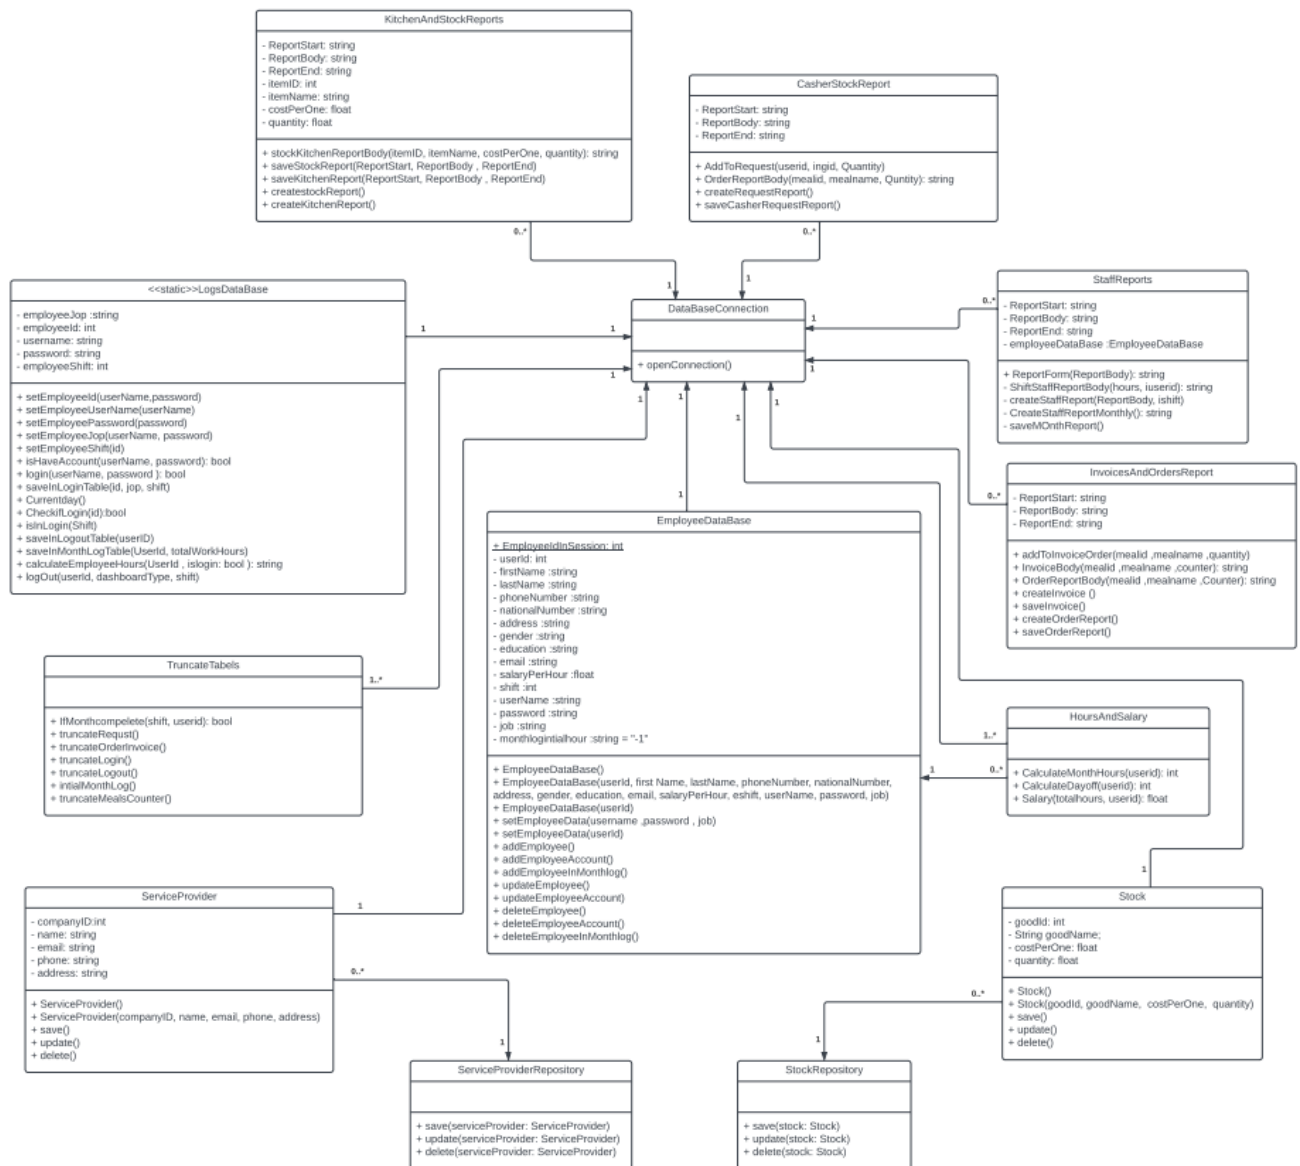 KitchenAndStockReports
- ReportStart: string
- ReportBody: string
- ReportEnd: string
- itemID: int
- itemName: string
- costPerOne: float
- quantity: float
+ stockKitchenReportBody(itemID, itemName, costPerOne, quantity): string
+ saveStockReport(ReportStart, ReportBody , ReportEnd)
+ saveKitchenReport(ReportStart, ReportBody , ReportEnd)
+ createstockReport()
+ createKitchenReport()
0..*
1
CasherStockReport
- ReportStart: string
- ReportBody: string
- ReportEnd: string
+ AddToRequest(userid, ingid, Quantity)
+ OrderReportBody(mealid, mealname, Quntity): string
+ createRequestReport()
+ saveCasherRequestReport()
0..*
1
<<static>>LogsDataBase
- employeeJop :string
- employeeId: int
- username: string
- password: string
- employeeShift: int
+ setEmployeeId(userName,password)
+ setEmployeeUserName(userName)
+ setEmployeePassword(password)
+ setEmployeeJop(userName, password)
+ setEmployeeShift(id)
+ isHaveAccount(userName, password): bool
+ login(userName, password ): bool
+ saveInLoginTable(id, jop, shift)
+ Currentday()
+ CheckifLogin(id):bool
+ isInLogin(Shift)
+ saveInLogoutTable(userID)
+ saveInMonthLogTable(UserId, totalWorkHours)
+ calculateEmployeeHours(UserId , islogin: bool ): string
+ logOut(userId, dashboardType, shift)
1
1
DataBaseConnection
+ openConnection()
1
1
1
1
1
1
1
StaffReports
- ReportStart: string
- ReportBody: string
- ReportEnd: string
- employeeDataBase :EmployeeDataBase
+ ReportForm(ReportBody): string
- ShiftStaffReportBody(hours, iuserid): string
- createStaffReport(ReportBody, ishift)
- CreateStaffReportMonthly(): string
- saveMOnthReport()
0..*
InvoicesAndOrdersReport
- ReportStart: string
- ReportBody: string
- ReportEnd: string
+ addToInvoiceOrder(mealid ,mealname ,quantity)
+ InvoiceBody(mealid ,mealname ,counter): string
+ OrderReportBody(mealid ,mealname ,Counter): string
+ createInvoice ()
+ saveInvoice()
+ createOrderReport()
+ saveOrderReport()
0..*
1
EmployeeDataBase
+ EmployeeIdInSession: int
- userId: int
- firstName :string
- lastName :string
- phoneNumber :string
- nationalNumber :string
- address :string
- gender :string
- education :string
- email :string
- salaryPerHour :float
- shift :int
- userName :string
- password :string
- job :string
- monthlogintialhour :string = "-1"
+ EmployeeDataBase()
+ EmployeeDataBase(userId, first Name, lastName, phoneNumber, nationalNumber,
address, gender, education, email, salaryPerHour, eshift, userName, password, job)
+ EmployeeDataBase(userId)
+ setEmployeeData(username ,password , job)
+ setEmployeeData(userId)
+ addEmployee()
+ addEmployeeAccount()
+ addEmployeeInMonthlog()
+ updateEmployee()
+ updateEmployeeAccount)
+ deleteEmployee()
+ deleteEmployeeAccount()
+ deleteEmployeeInMonthlog()
TruncateTabels
+ IfMonthcompelete(shift, userid): bool
+ truncateRequst()
+ truncateOrderInvoice()
+ truncateLogin()
+ truncateLogout()
+ intialMonthLog()
+ truncateMealsCounter()
1..*
HoursAndSalary
+ CalculateMonthHours(userid): int
+ CalculateDayoff(userid): int
+ Salary(totalhours, userid): float
1..*
0..*
1
ServiceProvider
- companyID:int
- name: string
- email: string
- phone: string
- address: string
+ ServiceProvider()
+ ServiceProvider(companyID, name, email, phone, address)
+ save()
+ update()
+ delete()
1
0..*
1
Stock
- goodId: int
- String goodName;
- costPerOne: float
- quantity: float
+ Stock()
+ Stock(goodId, goodName, costPerOne, quantity)
+ save()
+ update()
+ delete()
1
0..*
1
ServiceProviderRepository
+ save(serviceProvider: ServiceProvider)
+ update(serviceProvider: ServiceProvider)
+ delete(serviceProvider: ServiceProvider)
StockRepository
+ save(stock: Stock)
+ update(stock: Stock)
+ delete(stock: Stock)